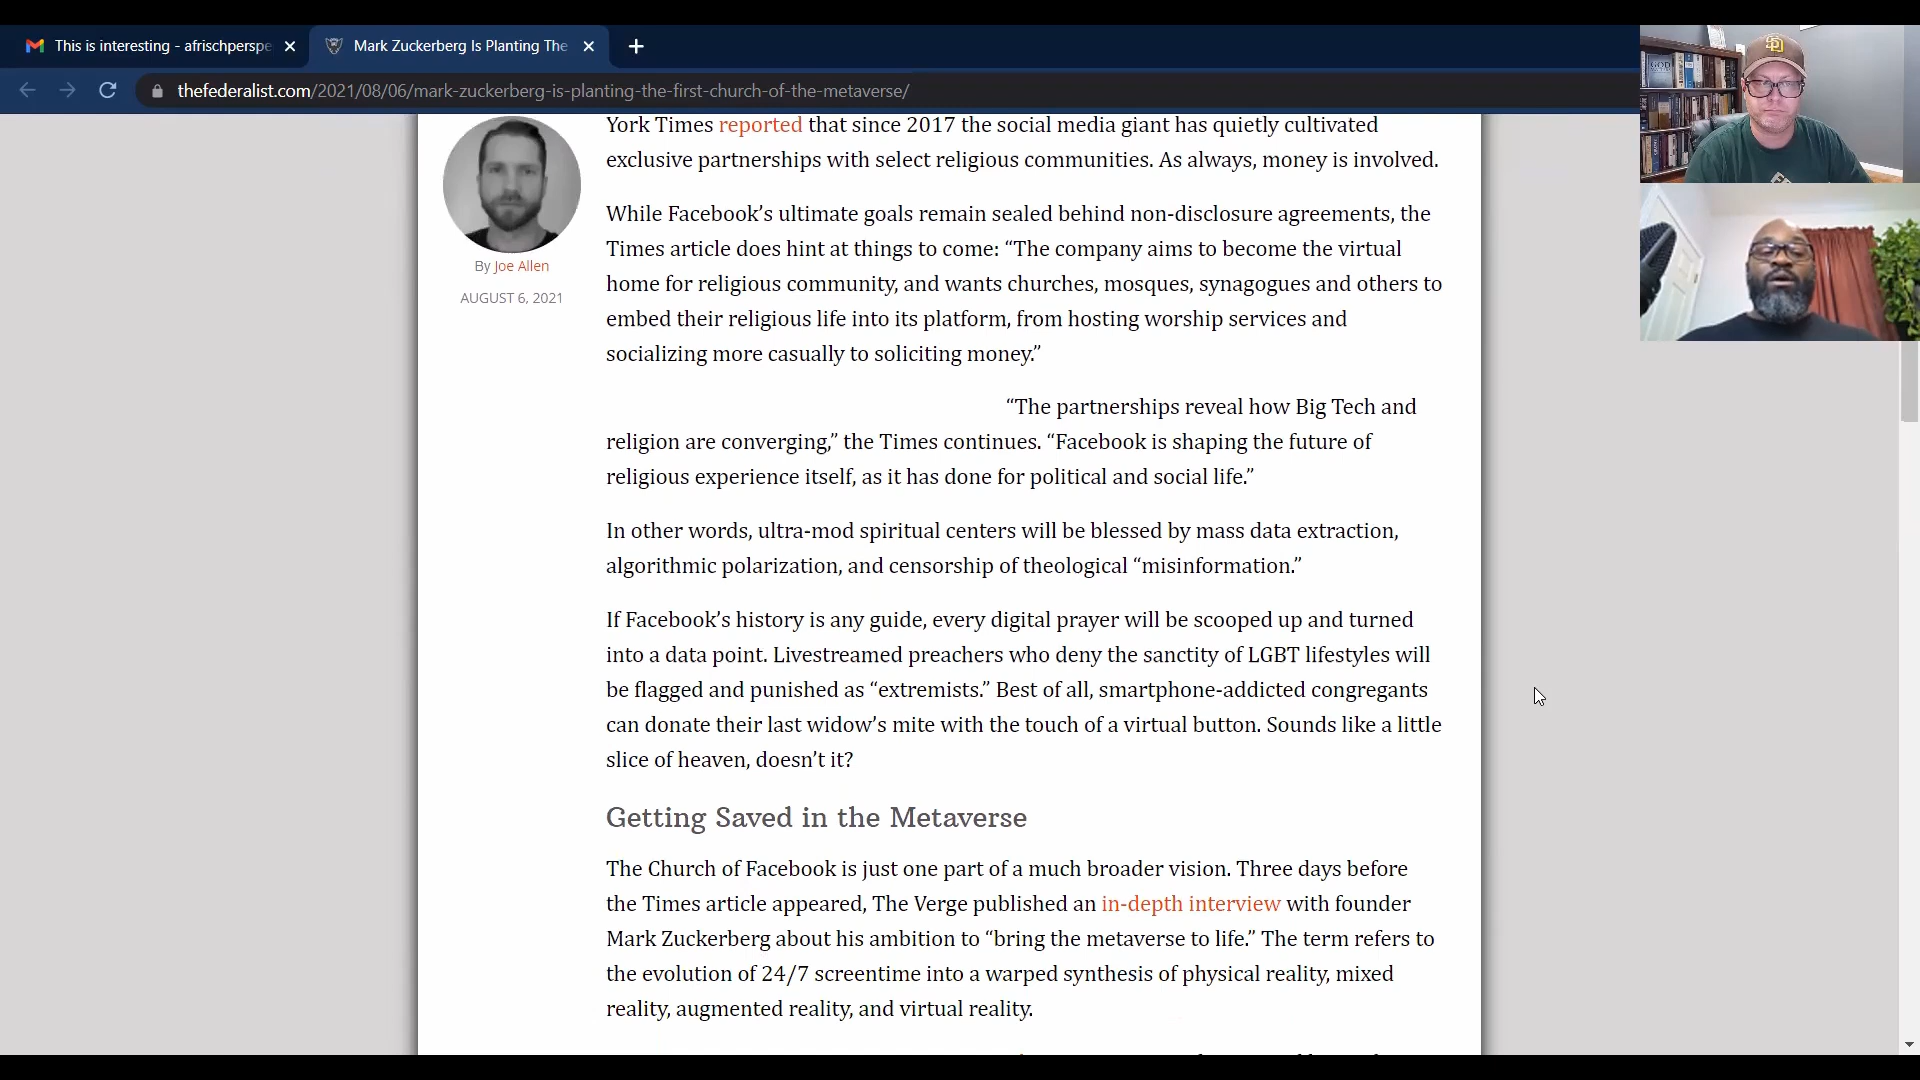 This is interesting - afrischperspe
Mark Zuckerberg Is Planting The
thefederalist.com/2021/08/06/mark-zuckerberg-is-planting-the-first-church-of-the-metaverse/
SD
GOD
York Times reported that since 2017 the social media giant has quietly cultivated
exclusive partnerships with select religious communities. As always, money is involved.
By Joe Allen
AUGUST 6, 2021
While Facebook’s ultimate goals remain sealed behind non-disclosure agreements, the
Times article does hint at things to come: “The company aims to become the virtual
home for religious community, and wants churches, mosques, synagogues and others to
embed their religious life into its platform, from hosting worship services and
socializing more casually to soliciting money.”
“The partnerships reveal how Big Tech and
religion are converging,” the Times continues. “Facebook is shaping the future of
religious experience itself, as it has done for political and social life.”
In other words, ultra-mod spiritual centers will be blessed by mass data extraction,
algorithmic polarization, and censorship of theological “misinformation.”
If Facebook’s history is any guide, every digital prayer will be scooped up and turned
into a data point. Livestreamed preachers who deny the sanctity of LGBT lifestyles will
be flagged and punished as “extremists.” Best of all, smartphone-addicted congregants
can donate their last widow’s mite with the touch of a virtual button. Sounds like a little
slice of heaven, doesn’t it?
Getting Saved in the Metaverse
The Church of Facebook is just one part of a much broader vision. Three days before
the Times article appeared, The Verge published an in-depth interview with founder
Mark Zuckerberg about his ambition to “bring the metaverse to life.” The term refers to
the evolution of 24/7 screentime into a warped synthesis of physical reality, mixed
reality, augmented reality, and virtual reality.